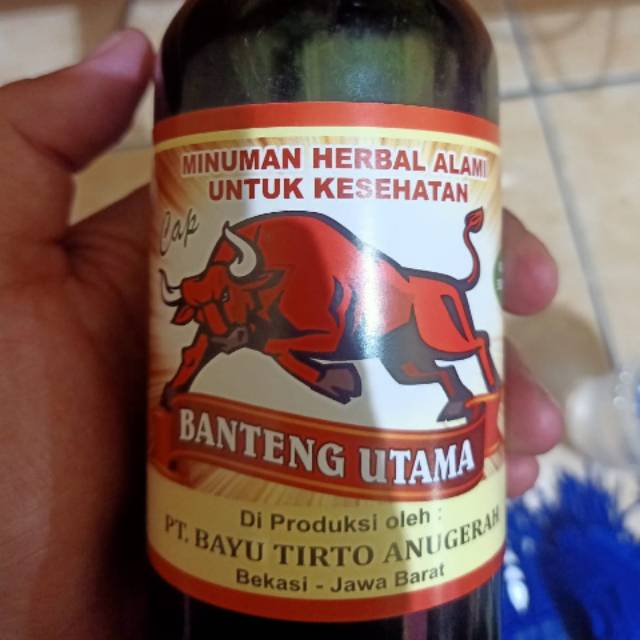 MINUMAN HERBAL ALAMI
UNTUK KESEHATAN
Cap
BANTENG UTAMA
Di Produksi oleh :
PT. BAYU TIRTO ANUGERAH
Bekasi - Jawa Barat